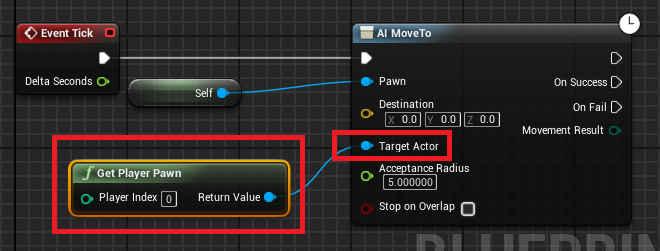 Event Tick
Delta Seconds
Self
f Get Player Pawn
Player Index 0 Return Value
AI MoveTo
Pawn On Success
Destination
X 0.0 Y 0.0 Z 0.0 On Fail
Movement Result
Target Actor
Acceptance Radius
5.000000
Stop on Overlap